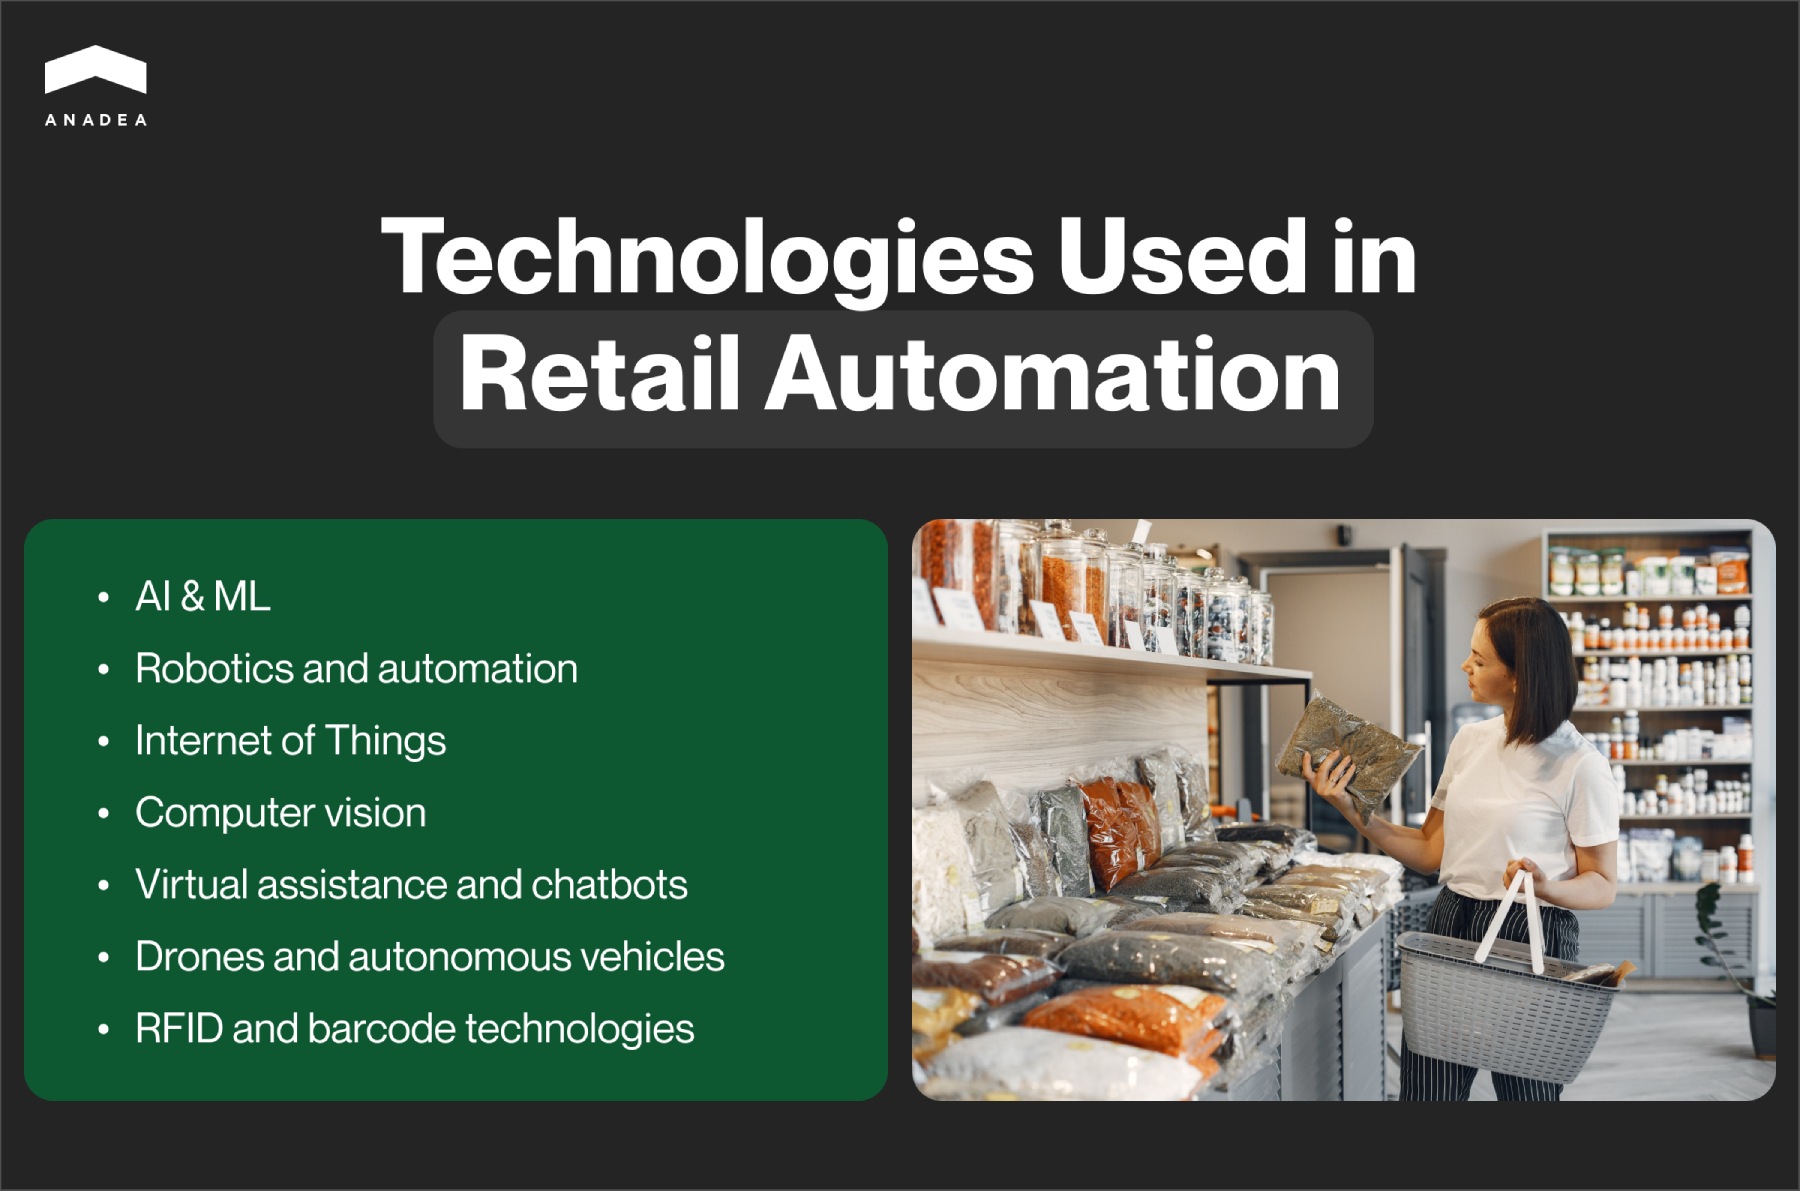 ANADEA
Technologies Used in
Retail Automation
• AI & ML
• Robotics and automation
• Internet of Things
• Computer vision
• Virtual assistance and chatbots
• Drones and autonomous vehicles
• RFID and barcode technologies